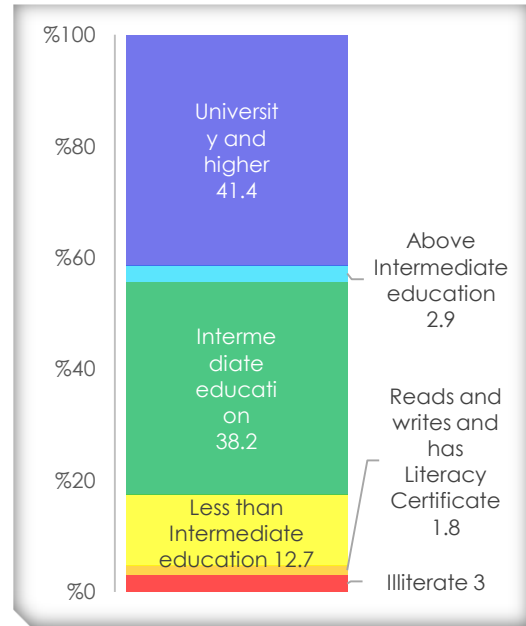 %100
%80
%60
%40
%20
%0
Universit
y and
higher
41.4
Above
Intermediate
education
2.9
Interme
diate
educati
on
38.2
Reads and
writes and
has
Literacy
Certificate
1.8
Less than
Intermediate
education 12.7
Illiterate 3